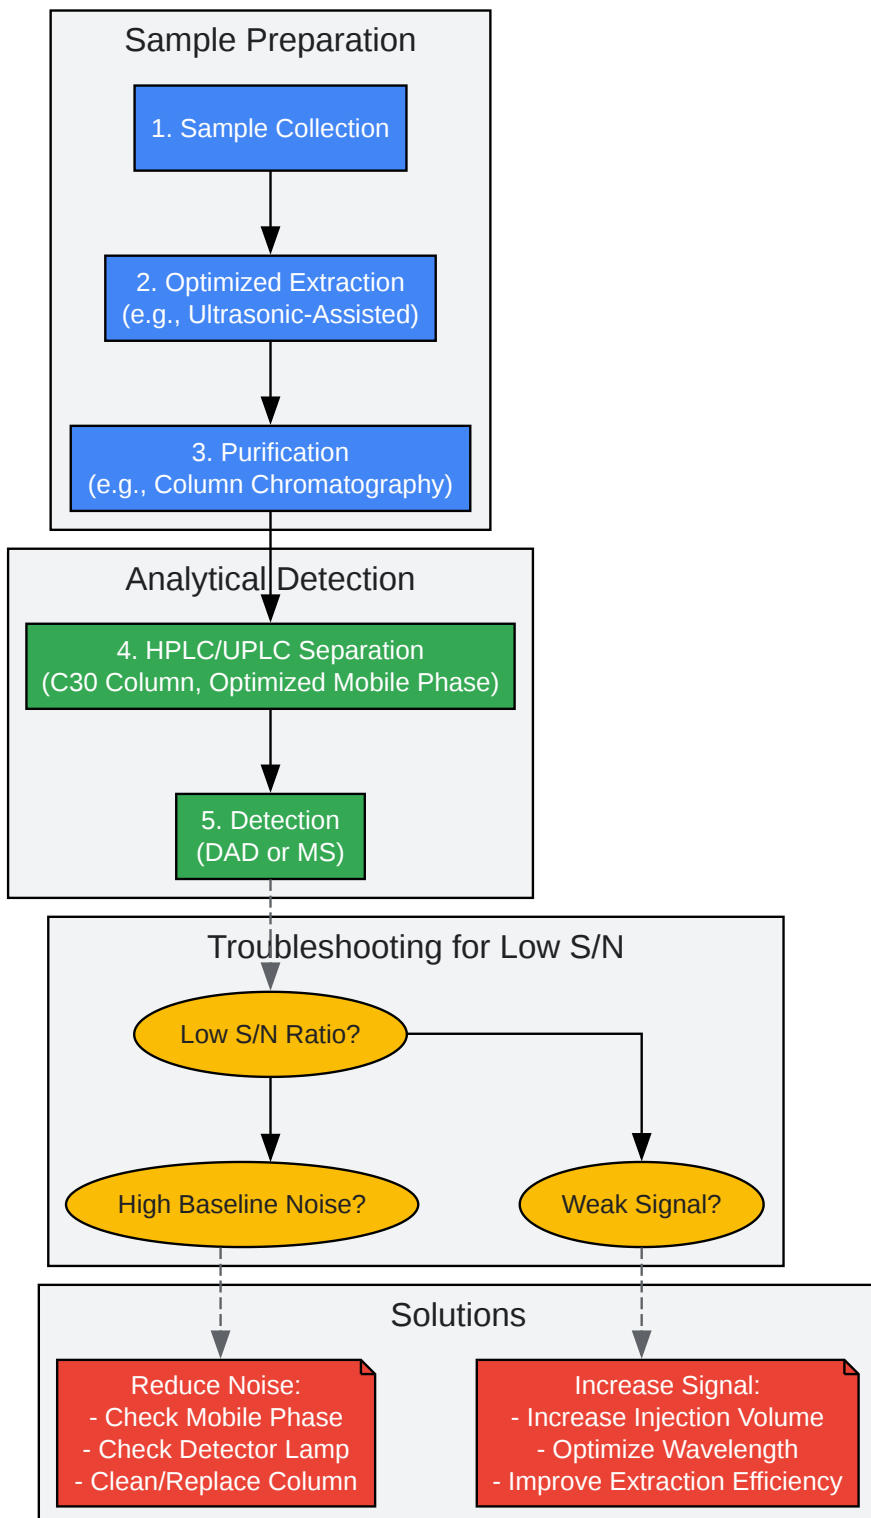 Sample Preparation
1. Sample Collection
2. Optimized Extraction
(e.g., Ultrasonic-Assisted)
3. Purification
(e.g., Column Chromatography)
Analytical Detection
4. HPLC/UPLC Separation
(C30 Column, Optimized Mobile Phase)
5. Detection
(DAD or MS)
Troubleshooting for Low S/N
Low S/N Ratio?
High Baseline Noise?
Weak Signal?
Solutions
Reduce Noise:
- Check Mobile Phase
- Check Detector Lamp
- Clean/Replace Column
Increase Signal:
- Increase Injection Volume
- Optimize Wavelength
- Improve Extraction Efficiency